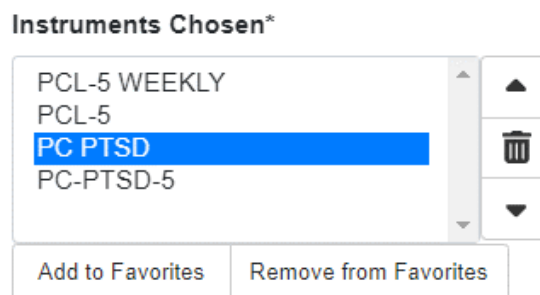 Instruments Chosen*
PCL-5 WEEKLY
PCL-5
PC PTSD
PC-PTSD-5
Add to Favorites
Remove from Favorites